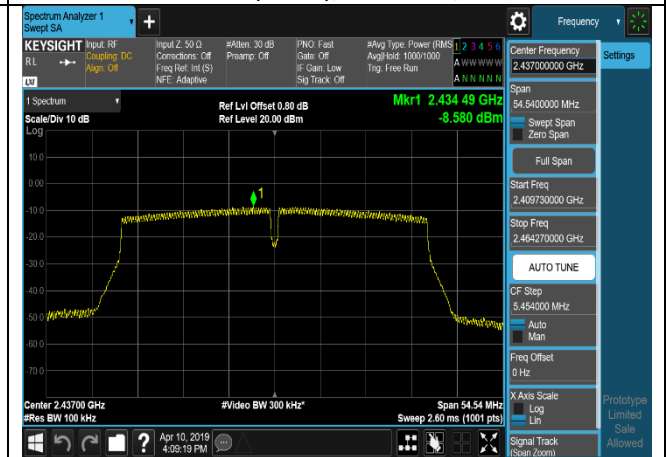 Spectrum Analyzer 1
Swept SA
+
Frequency
KEYSIGHT
RL
LXI
Input: RF
Coupling: DC
Align: Off
Input Z: 50 Ω
Corrections: Off
Freq Ref: Int (S)
NFE: Adaptive
#Atten: 30 dB
Preamp: Off
PNO: Fast
Gate: Off
IF Gain: Low
Sig Track: Off
#Avg Type: Power (RMS
Avg|Hold: 1000/1000
Trig: Free Run
1 2 3 4 5 6
A W W W W W
A N N N N N
1 Spectrum
Scale/Div 10 dB
Log
Ref Lvl Offset 0.80 dB
Ref Level 20.00 dBm
Mkr1 2.434 49 GHz
-8.580 dBm
10.0
0.00
-10.0
-20.0
-30.0
-40.0
-50.0
-60.0
-70.0
1
Center 2.43700 GHz
#Res BW 100 kHz
#Video BW 300 kHz*
Span 54.54 MHz
Sweep 2.60 ms (1001 pts)
?
Apr 10, 2019
4:09:19 PM
Center Frequency
2.437000000 GHz
Span
54.5400000 MHz
Swept Span
Zero Span
Full Span
Start Freq
2.409730000 GHz
Stop Freq
2.464270000 GHz
AUTO TUNE
CF Step
5.454000 MHz
Auto
Man
Freq Offset
0 Hz
X Axis Scale
Log
Lin
Signal Track
(Span Zoom)
Settings
Prototype
Limited
Sale
Allowed